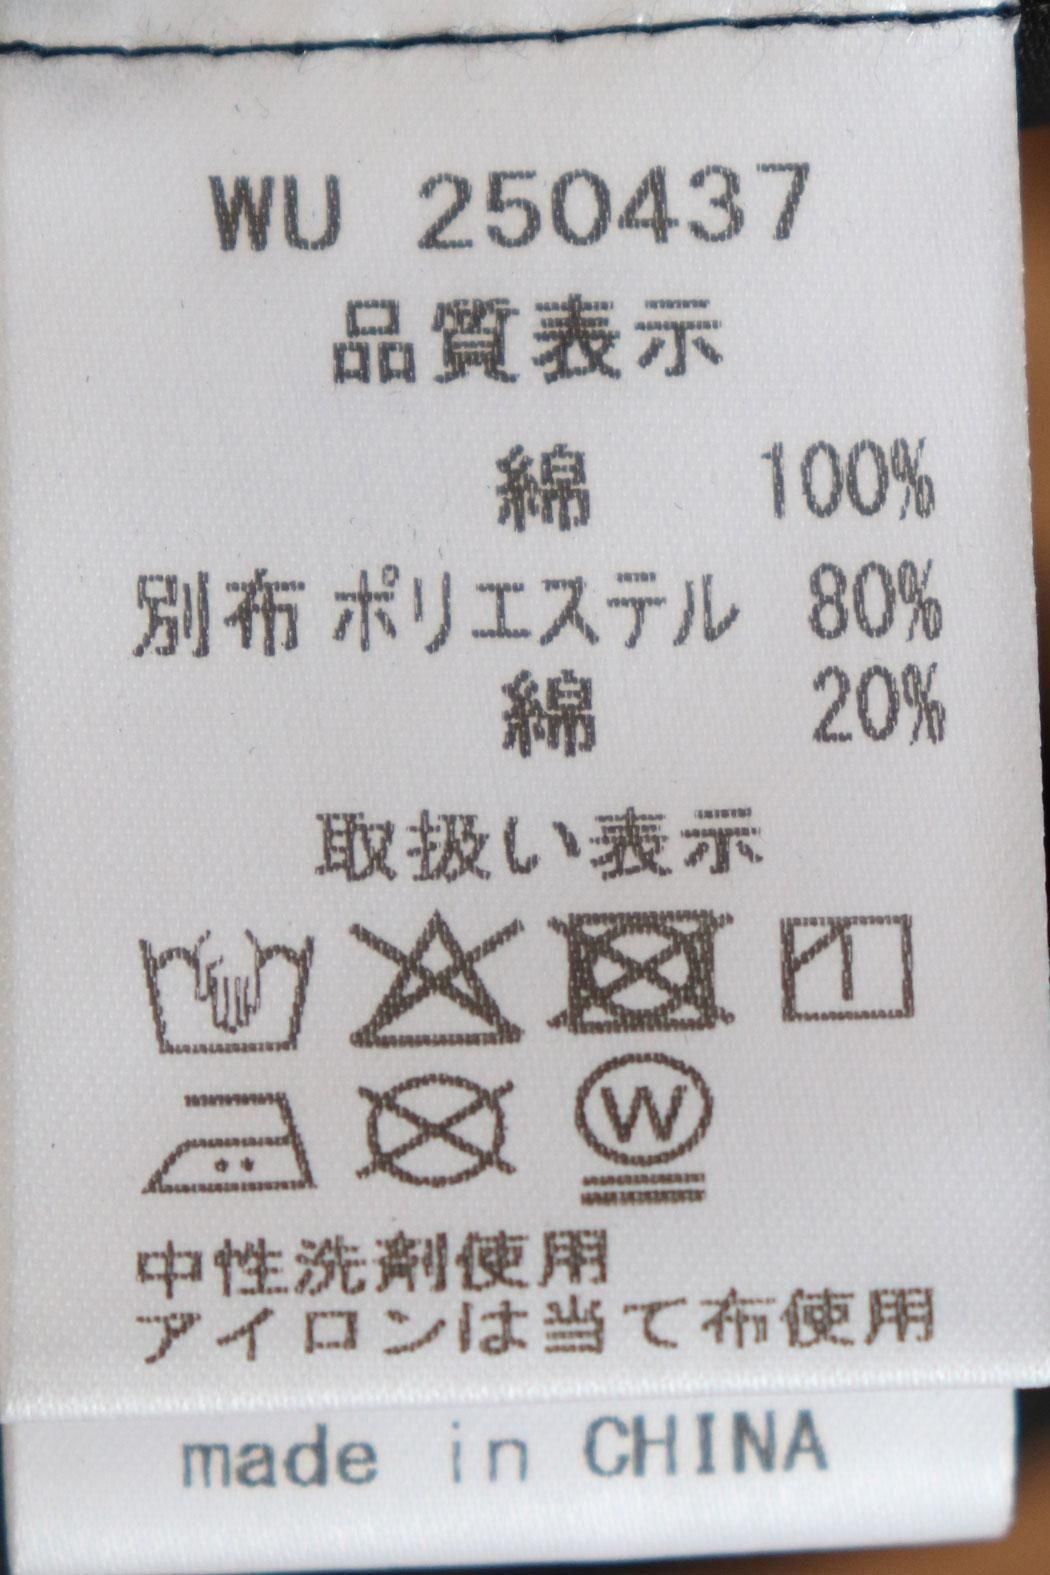 WU 250437
品質表示
綿 100%
別布 ポリエステル 80%
綿 20%
取扱い表示
W
中性洗剤使用
アイロンは当て布使用
made in CHINA